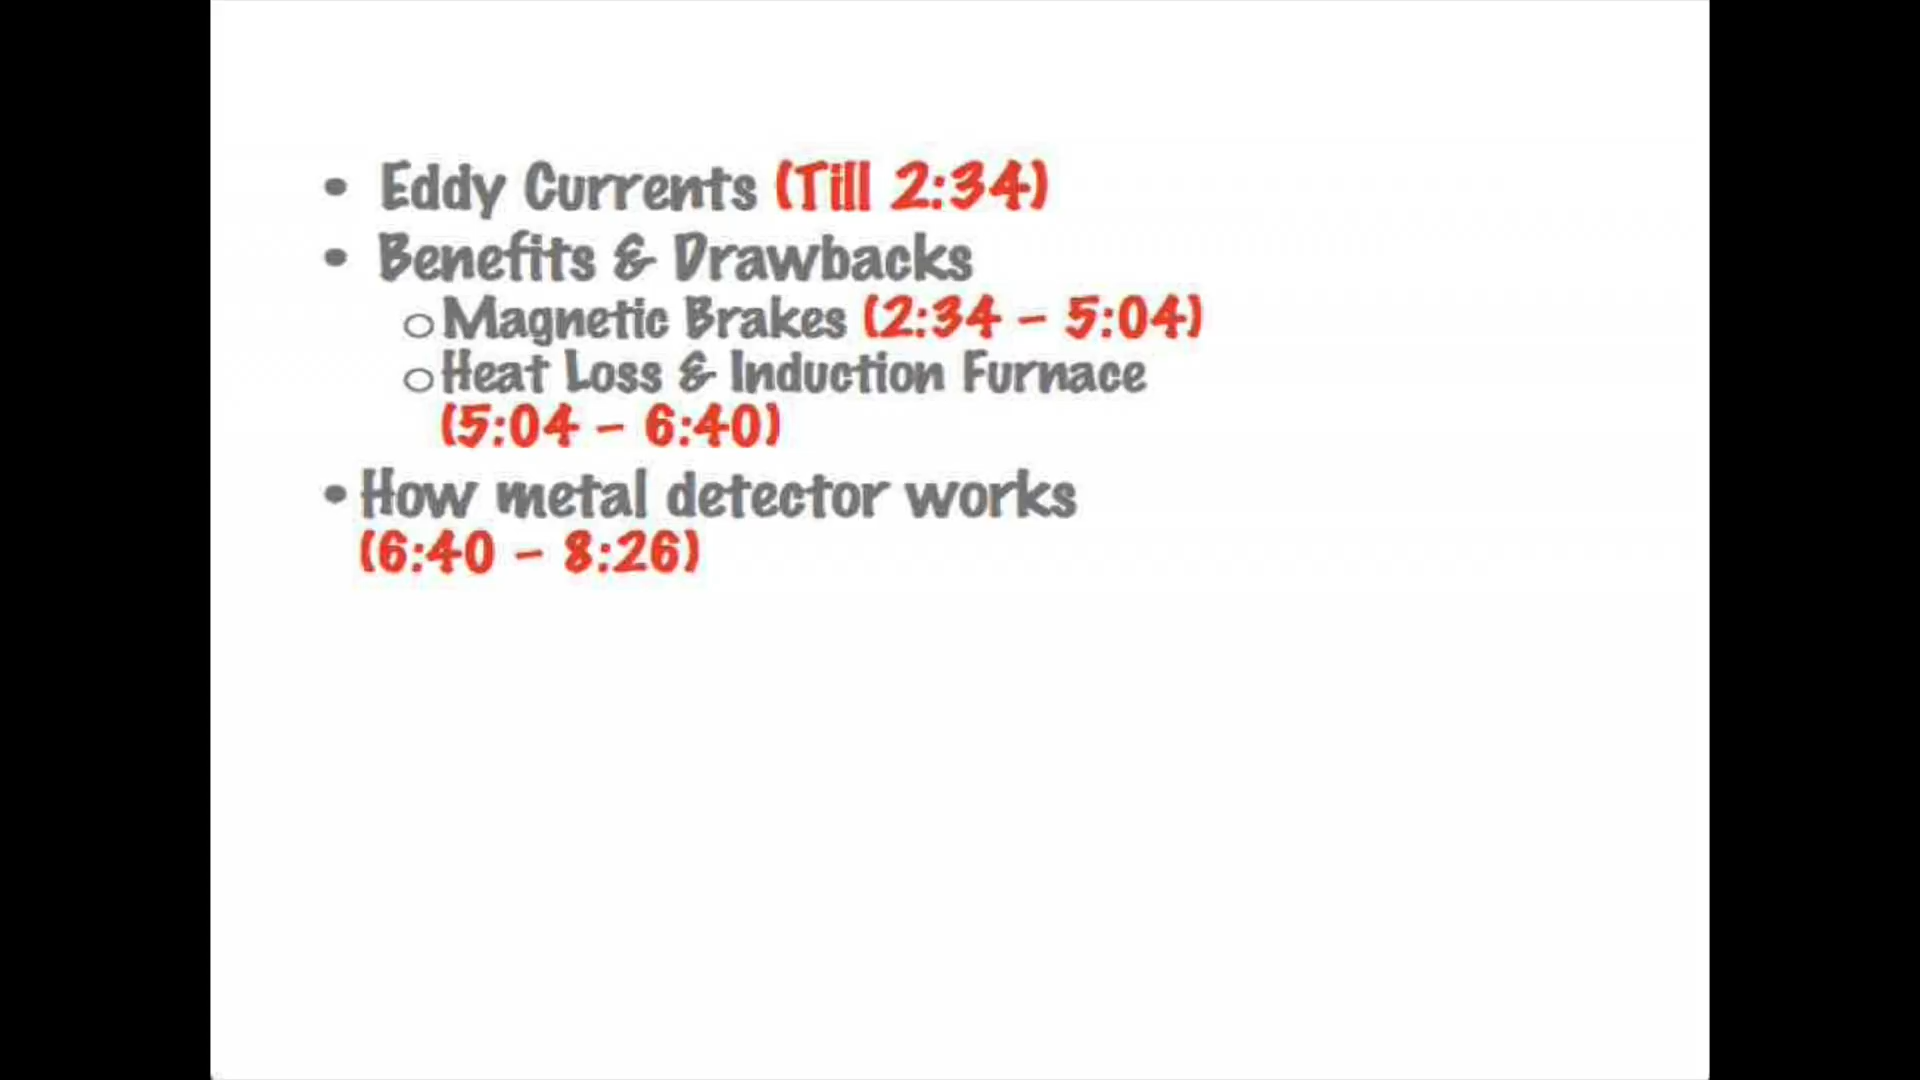 • Eddy Currents (Till 2:34)
• Benefits & Drawbacks
○ Magnetic Brakes (2:34 – 5:04)
○ Heat Loss & Induction Furnace
(5:04 – 6:40)
• How metal detector works
(6:40 – 8:26)